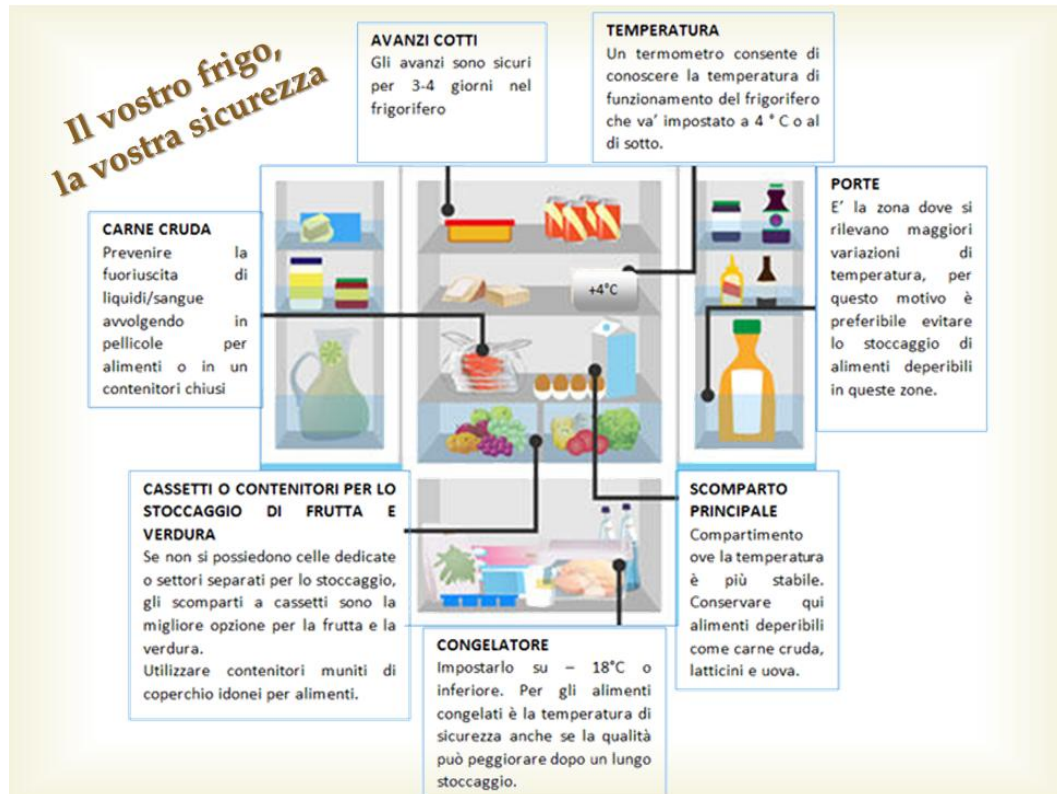 Il vostro frigo,
la vostra sicurezza
AVANZI COTTI
Gli avanzi sono sicuri
per 3-4 giorni nel
frigorifero
TEMPERATURA
Un termometro consente di
conoscere la temperatura di
funzionamento del frigorifero
che va' impostato a 4 ° C o al
di sotto.
CARNE CRUDA
Prevenire la
fuoriuscita di
liquidi/sangue
avvolgendo in
pellicole per
alimenti o in un
contenitori chiusi
+4°C
PORTE
E' la zona dove si
rilevano maggiori
variazioni di
temperatura, per
questo motivo è
preferibile evitare
lo stoccaggio di
alimenti deperibili
in queste zone.
CASSETTI O CONTENITORI PER LO
STOCCAGGIO DI FRUTTA E
VERDURA
Se non si possiedono celle dedicate
o settori separati per lo stoccaggio,
gli scomparti a cassetti sono la
migliore opzione per la frutta e la
verdura.
Utilizzare contenitori muniti di
coperchio idonei per alimenti.
SCOMPARTO
PRINCIPALE
Compartimento
ove la temperatura
è più stabile.
Conservare qui
alimenti deperibili
come carne cruda,
latticini e uova.
CONGELATORE
Impostarlo su – 18°C o
inferiore. Per gli alimenti
congelati è la temperatura di
sicurezza anche se la qualità
può peggiorare dopo un lungo
stoccaggio.